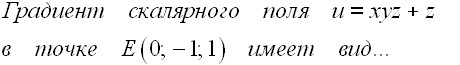 Градиент скалярного поля u = xyz + z
в точке E(0; −1; 1) имеет вид...